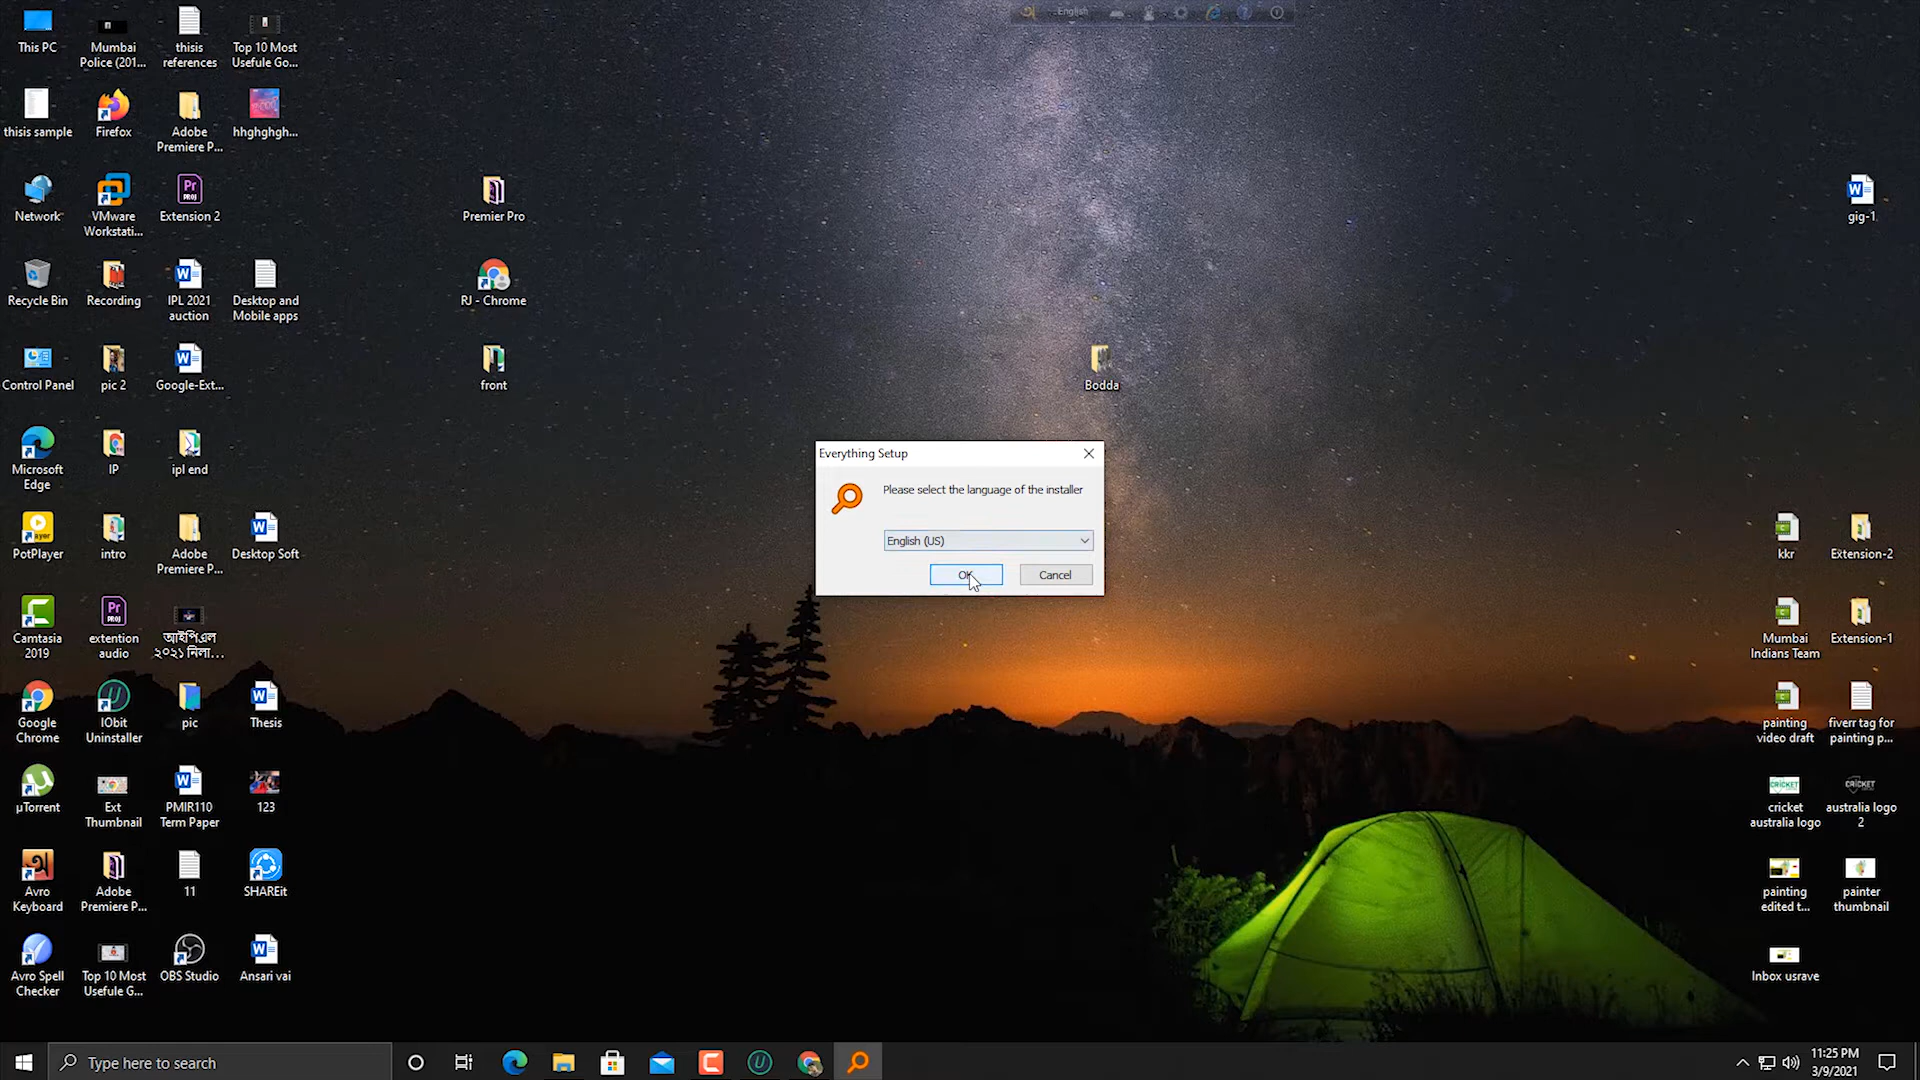 English
This PC
Mumbai
Police (201...
thisis
references
Top 10 Most
Usefule Go...
thisis sample
Firefox
Adobe
Premiere P...
hhghghgh...
Network
VMware
Workstati...
Extension 2
Premier Pro
gig-1
Recycle Bin
Recording
IPL 2021
auction
Desktop and
Mobile apps
RJ - Chrome
Control Panel
pic 2
Google-Ext...
front
Bodda
Microsoft
Edge
IP
ipl end
Everything Setup
Please select the language of the installer
English (US)
OK
Cancel
PotPlayer
intro
Adobe
Premiere P...
Desktop Soft
kkr
Extension-2
Camtasia
2019
extention
audio
আইপিএল
২০২১ নিলা...
Mumbai
Indians Team
Extension-1
Google
Chrome
IObit
Uninstaller
pic
Thesis
painting
video draft
fiverr tag for
painting p...
µTorrent
Ext
Thumbnail
PMIR110
Term Paper
123
cricket
australia logo
australia logo
2
Avro
Keyboard
Adobe
Premiere P...
11
SHAREit
painting
edited t...
painter
thumbnail
Avro Spell
Checker
Top 10 Most
Usefule G...
OBS Studio
Ansari vai
Inbox usrave
Type here to search
11:25 PM
3/9/2021